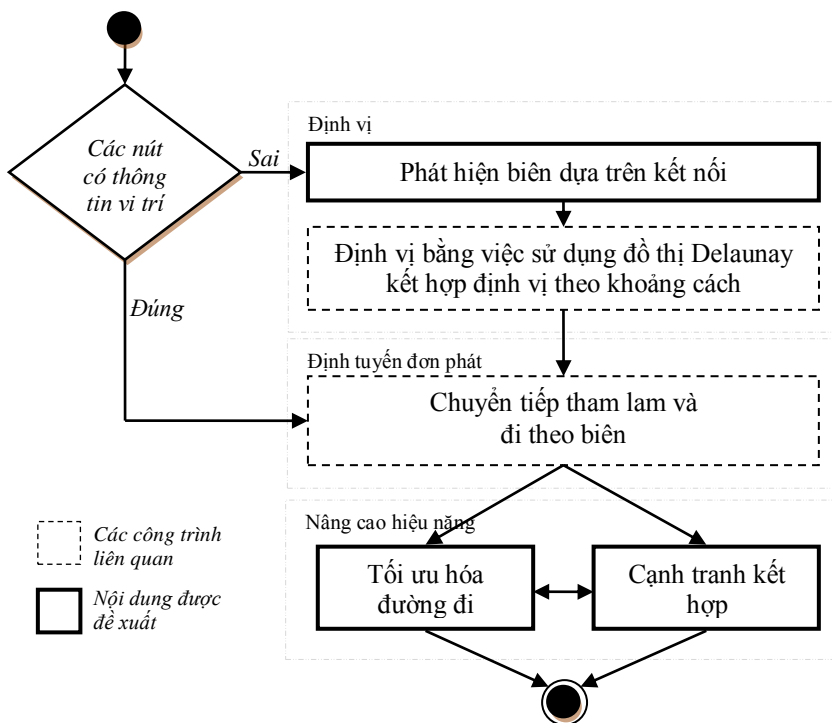 Các nút
có thông
tin vi trí
Sai
Đúng
Định vị
Phát hiện biên dựa trên kết nối
Định vị bằng việc sử dụng đồ thị Delaunay
kết hợp định vị theo khoảng cách
Định tuyến đơn phát
Chuyển tiếp tham lam và
đi theo biên
Nâng cao hiệu năng
Tối ưu hóa
đường đi
Cạnh tranh kết
hợp
Các công trình
liên quan
Nội dung được
đề xuất